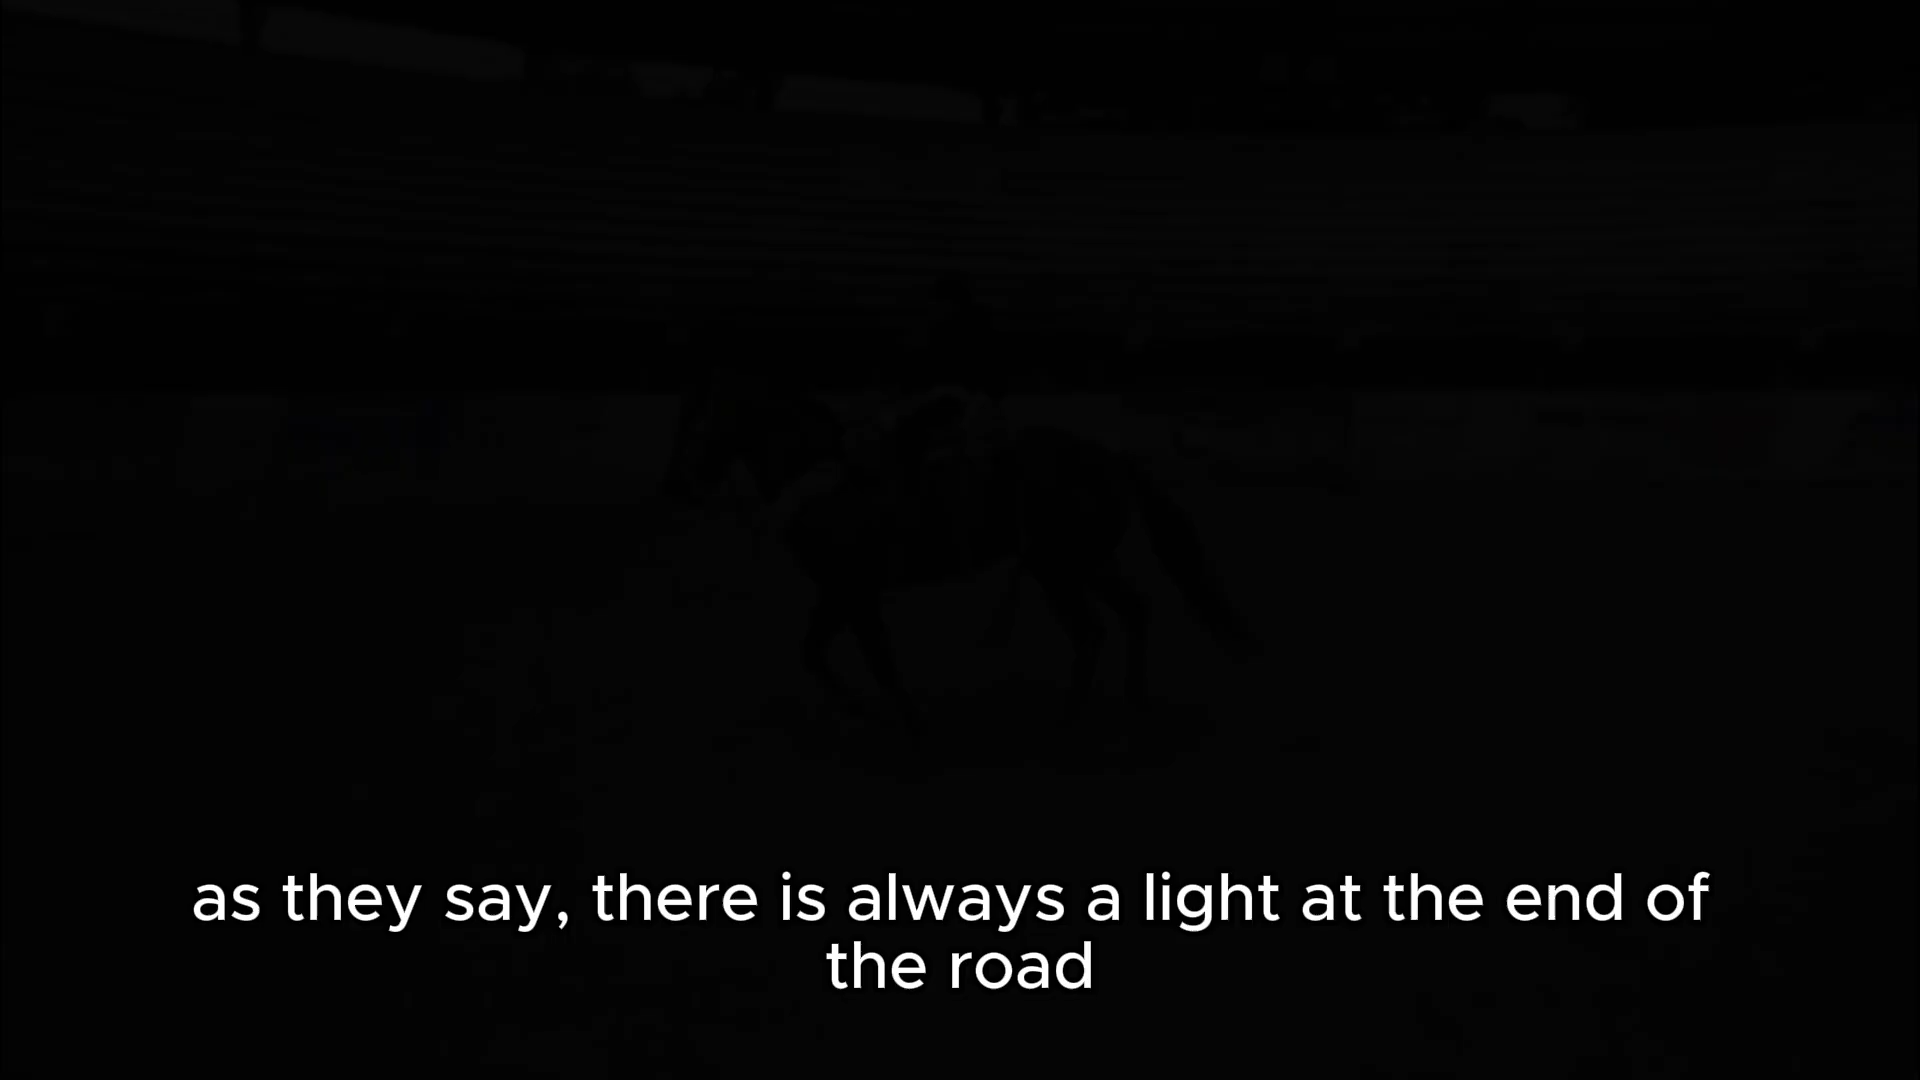 as they say, there is always a light at the end of
the road